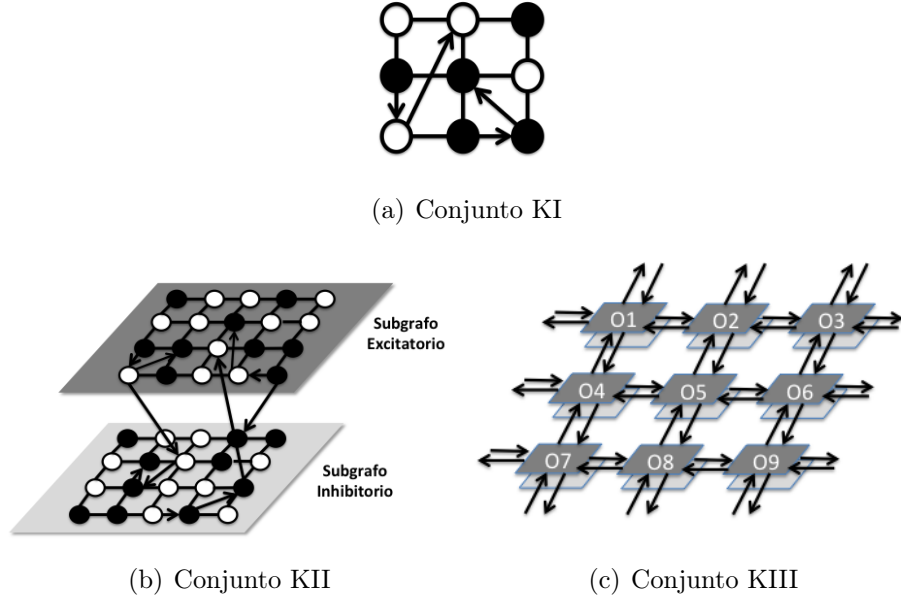 (a) Conjunto KI
Subgrafo
Excitatorio
Subgrafo
Inhibitorio
(b) Conjunto KII
O1 O2 O3
O4 O5 O6
O7 O8 O9
(c) Conjunto KIII